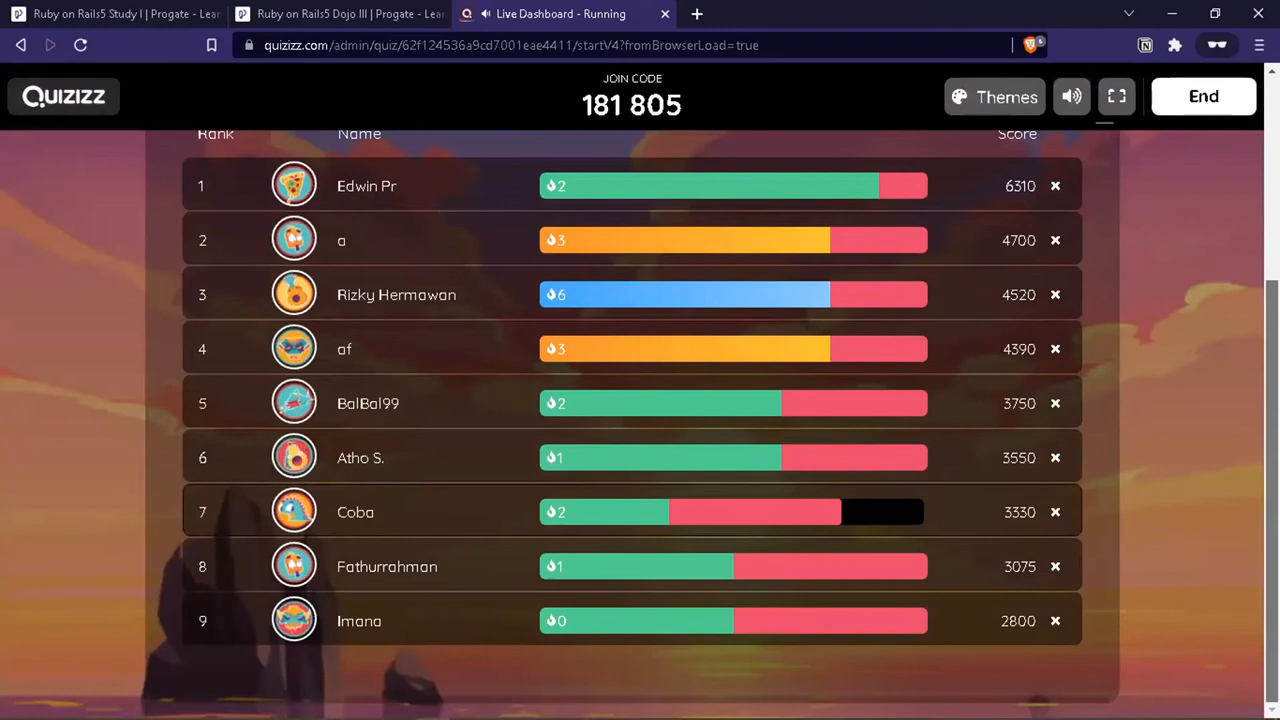 Ruby on Rails5 Study I | Progate - Lear
Ruby on Rails5 Dojo III | Progate - Lear
Live Dashboard - Running
quizizz.com/admin/quiz/62f124536a9cd7001eae4411/startV4?fromBrowserLoad=true
6
Quizizz
JOIN CODE
181 805
Themes
End
Rank Name Score
1 Edwin Pr 2 6310
2 a 3 4700
3 Rizky Hermawan 6 4520
4 af 3 4390
5 BalBal99 2 3750
6 Atho S. 1 3550
7 Coba 2 3330
8 Fathurrahman 1 3075
9 Imana 0 2800